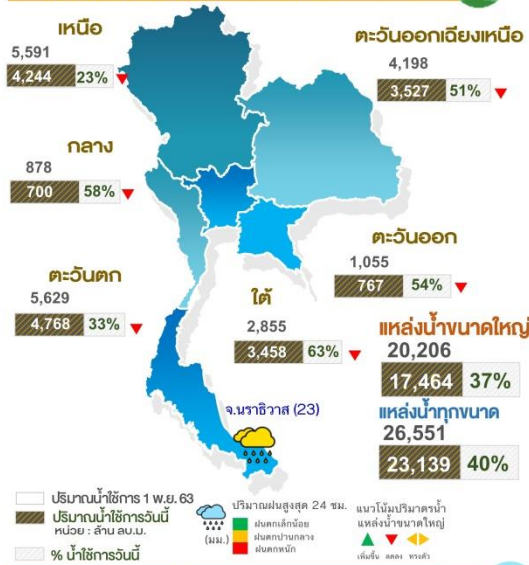 เหนือ
5,591
4,244 23%
ตะวันออกเฉียงเหนือ
4,198
3,527 51%
กลาง
878
700 58%
ตะวันออก
1,055
767 54%
ตะวันตก
5,629
4,768 33%
ใต้
2,855
3,458 63%
แหล่งน้ำขนาดใหญ่
20,206
17,464 37%
แหล่งน้ำทุกขนาด
26,551
23,139 40%
จ.นราธิวาส (23)
ปริมาณน้ำใช้การ 1 พ.ย. 63
ปริมาณน้ำใช้การวันนี้
หน่วย : ล้าน ลบ.ม.
% น้ำใช้การวันนี้
ปริมาณฝนสูงสุด 24 ชม.
(มม.)
ฝนตกเล็กน้อย
ฝนตกปานกลาง
ฝนตกหนัก
แนวโน้มปริมาตรน้ำ
แหล่งน้ำขนาดใหญ่
เพิ่มขึ้น ลดลง ทรงตัว